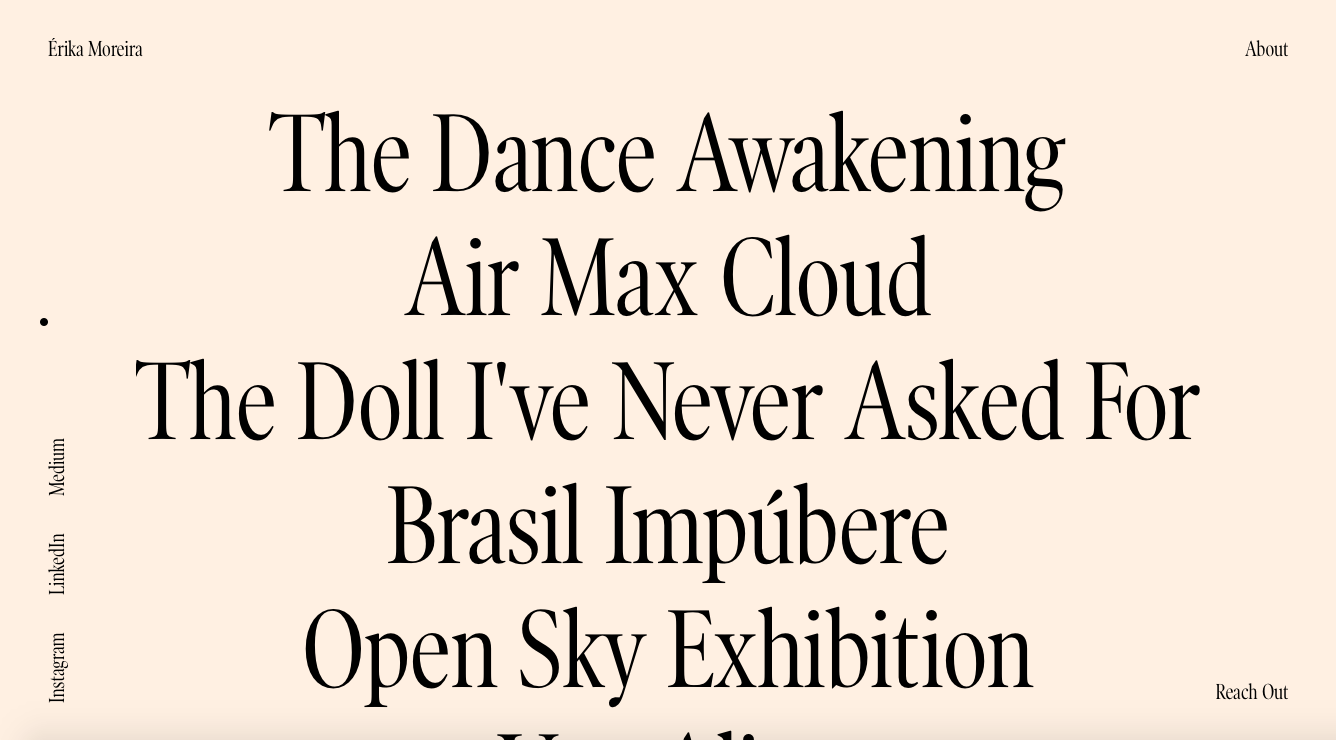 Érika Moreira
About
The Dance Awakening
Air Max Cloud
The Doll I've Never Asked For
Brasil Impúbere
Open Sky Exhibition
Medium
LinkedIn
Instagram
Reach Out